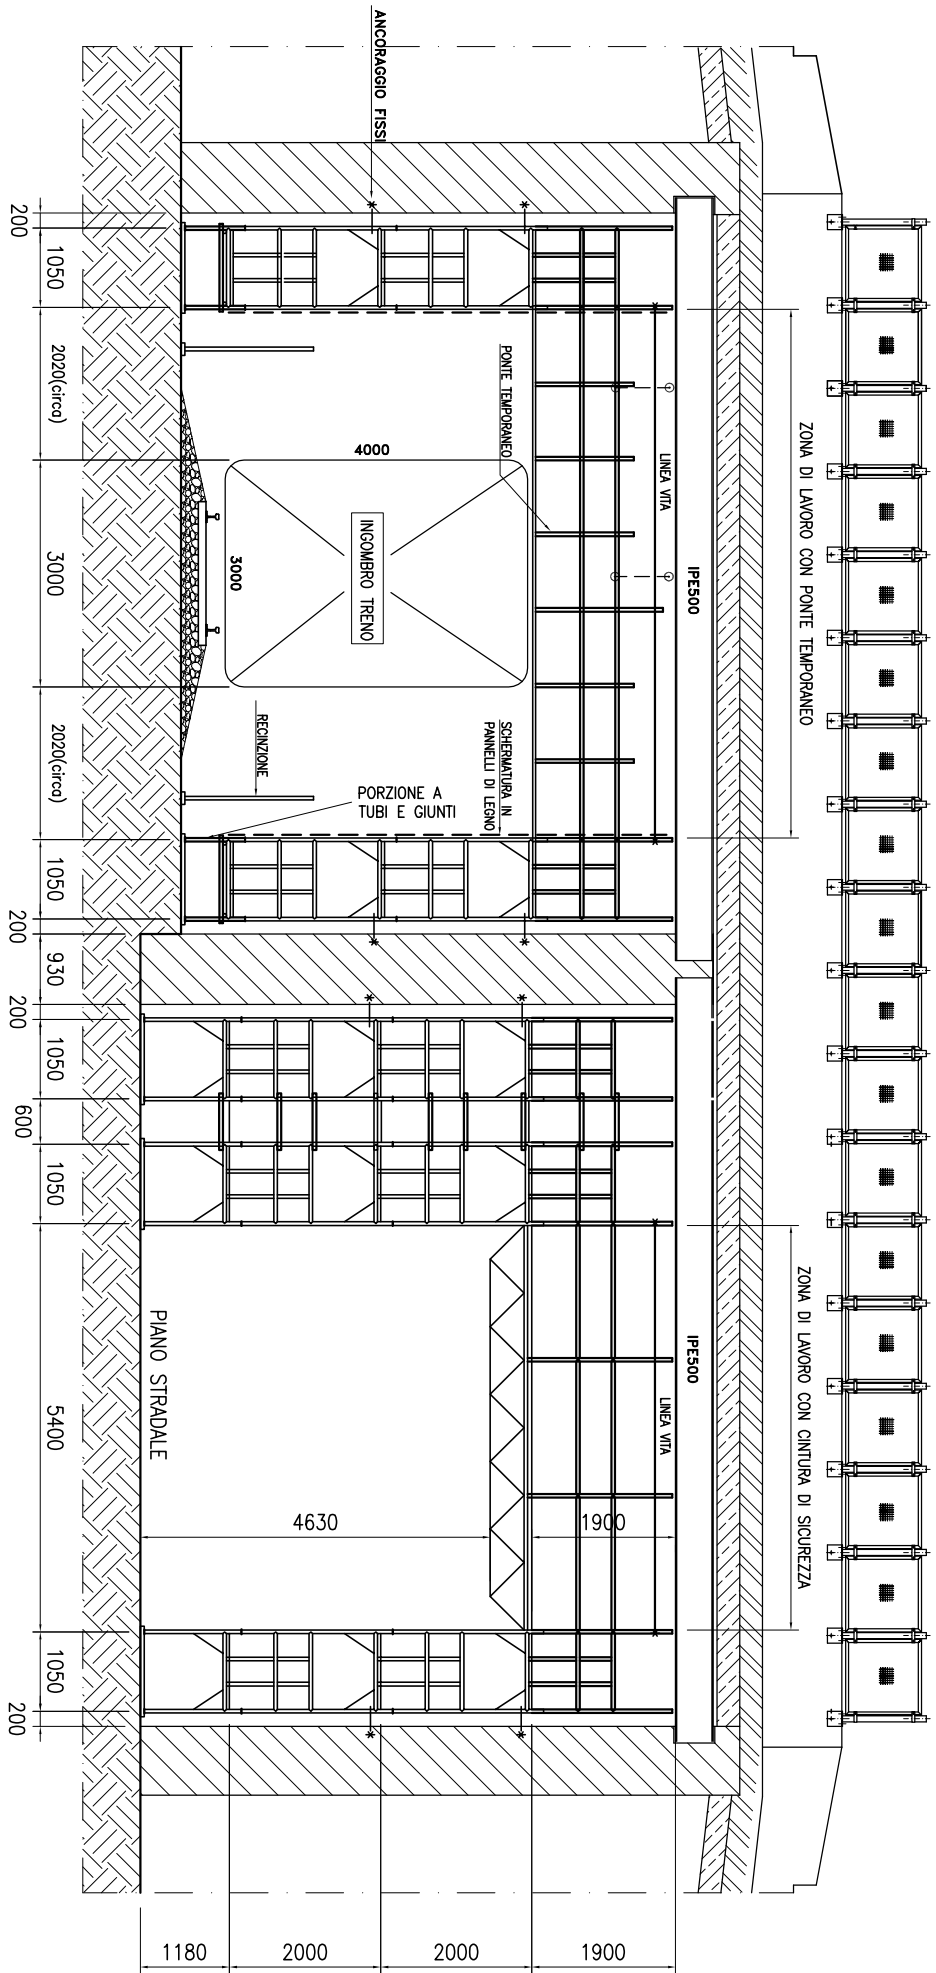 ZONA DI LAVORO CON PONTE TEMPORANEO
ZONA DI LAVORO CON CINTURA DI SICUREZZA
IPE500
IPE500
LINEA VITA
LINEA VITA
ANCORAGGIO FISSI
PONTE TEMPORANEO
SCHERMATURA IN
PANNELLI DI LEGNO
4000
INGOMBRO TRENO
3000
RECINZIONE
PORZIONE A
TUBI E GIUNTI
PIANO STRADALE
4630
1900
200
1050
2020(circa)
3000
2020(circa)
1050
200
930
200
1050
600
1050
5400
1050
200
1180
2000
2000
1900